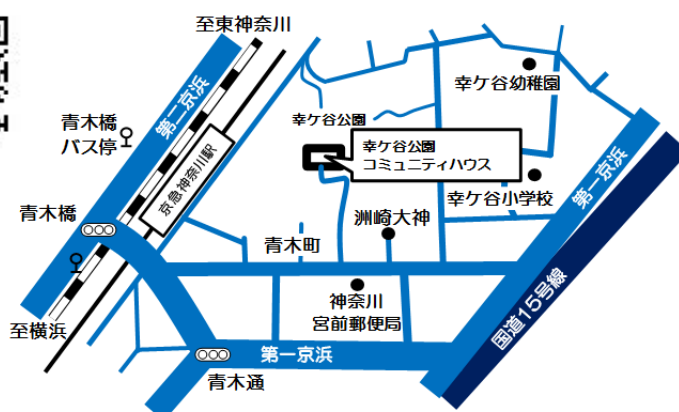 至東神奈川
第二京浜
青木橋
バス停
京急神奈川駅
青木橋
至横浜
幸ケ谷公園
幸ケ谷公園
コミュニティハウス
幸ケ谷幼稚園
幸ケ谷小学校
第一京浜
洲崎大神
青木町
神奈川
宮前郵便局
国道15号線
第一京浜
青木通